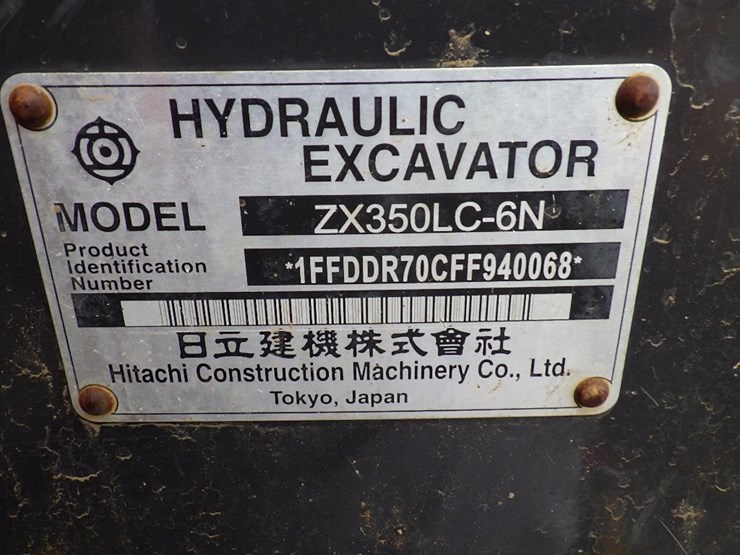 HYDRAULIC
EXCAVATOR
MODEL ZX350LC-6N
Product
Identification
Number *1FFDDR70CFF940068*
日立建機株式會社
Hitachi Construction Machinery Co., Ltd.
Tokyo, Japan